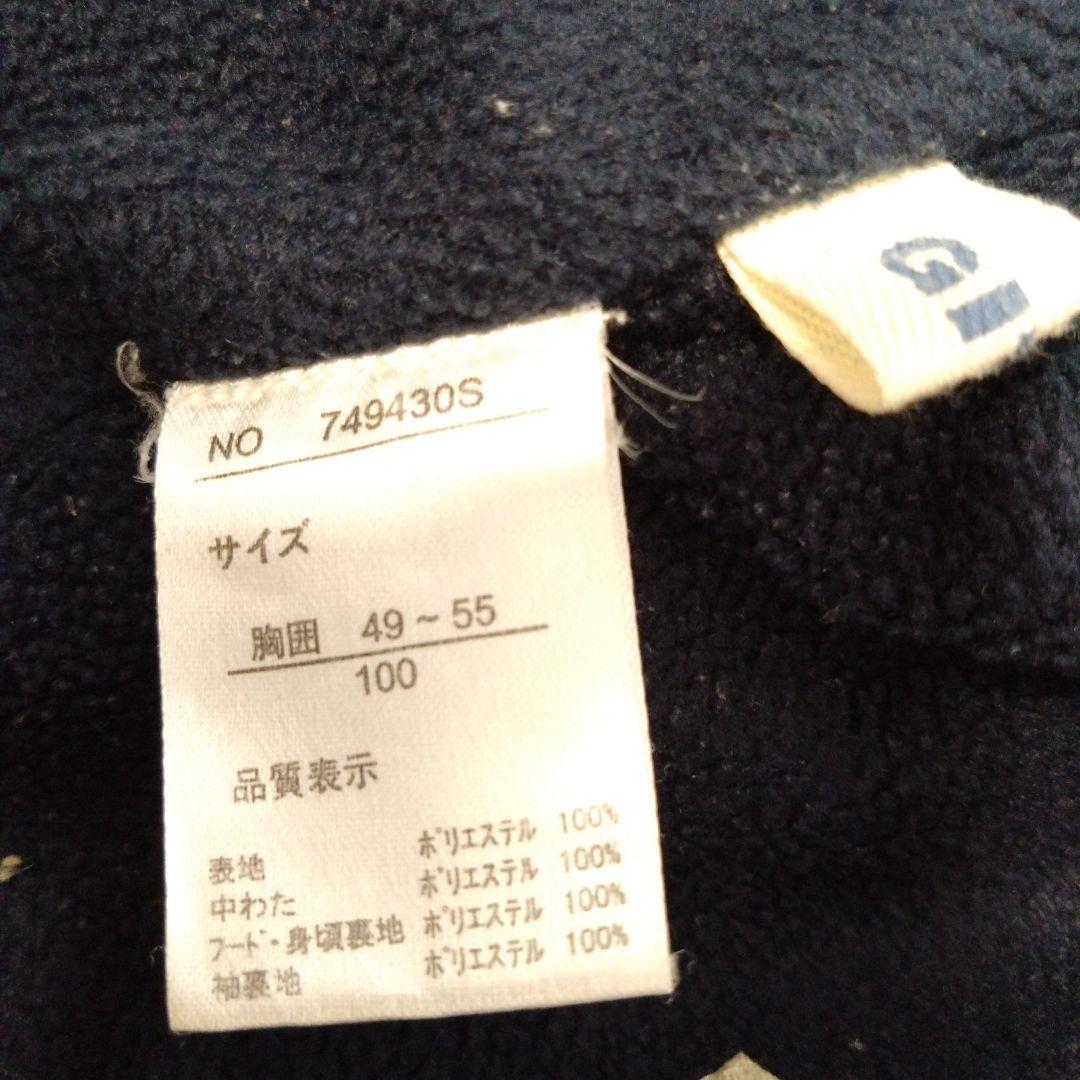 NO 749430S
サイズ
胸囲 49~55
100
品質表示
表地 ポリエステル 100%
中わた ポリエステル 100%
フード・身頃裏地 ポリエステル 100%
袖裏地 ポリエステル 100%